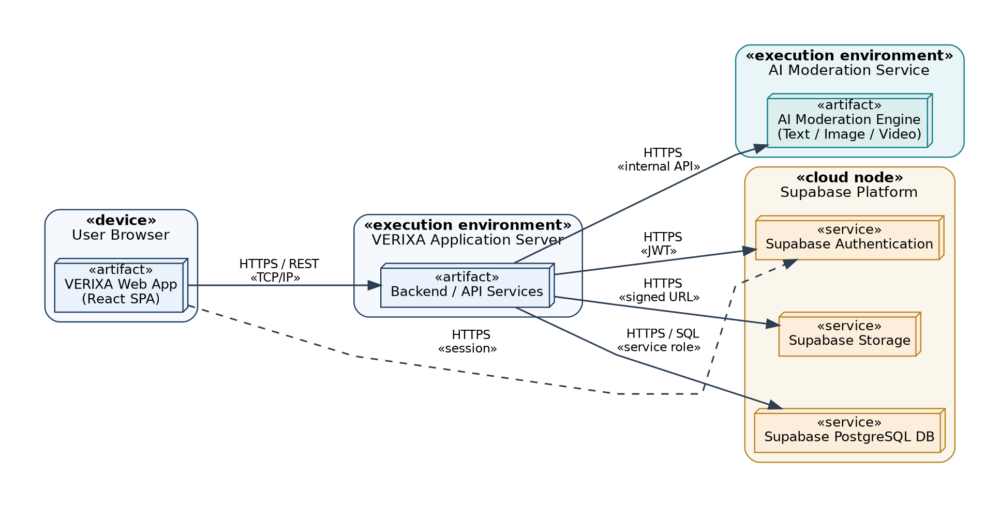 «device»
User Browser
«artifact»
VERIXA Web App
(React SPA)
HTTPS / REST
«TCP/IP»
«execution environment»
VERIXA Application Server
«artifact»
Backend / API Services
HTTPS
«session»
HTTPS
«internal API»
HTTPS
«JWT»
HTTPS
«signed URL»
HTTPS / SQL
«service role»
«execution environment»
AI Moderation Service
«artifact»
AI Moderation Engine
(Text / Image / Video)
«cloud node»
Supabase Platform
«service»
Supabase Authentication
«service»
Supabase Storage
«service»
Supabase PostgreSQL DB